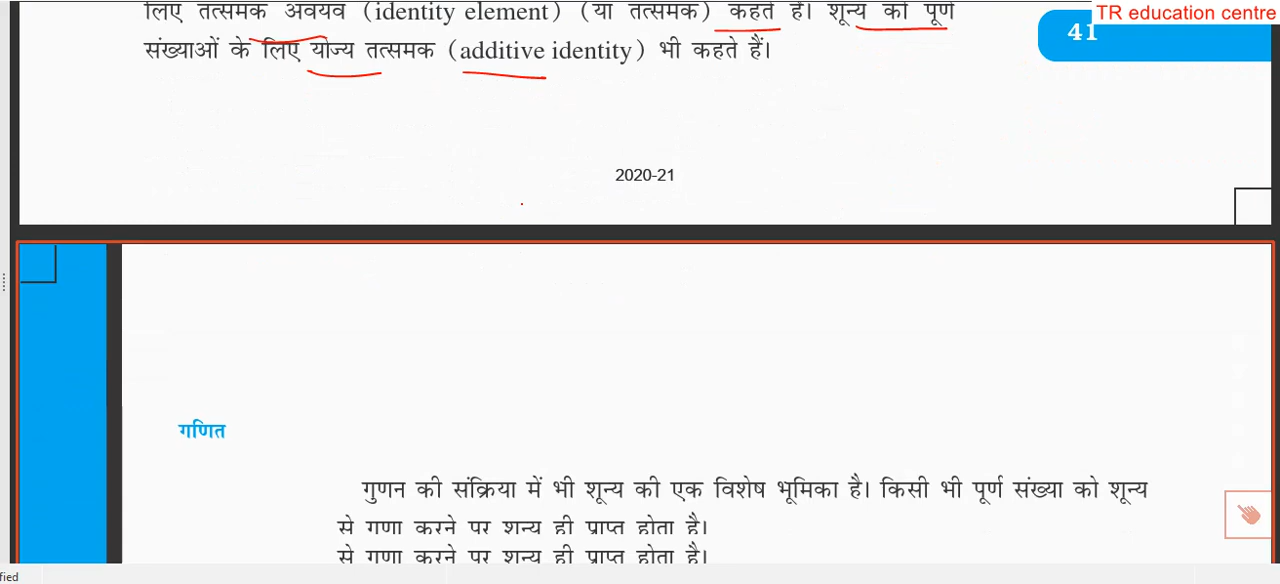 लिए तत्समक अवयव (identity element) (या तत्समक) कहते हैं। शून्य को पूर्ण
TR education centre
41
संख्याओं के लिए योज्य तत्समक (additive identity) भी कहते हैं।
2020-21
गणित
गुणन की संक्रिया में भी शून्य की एक विशेष भूमिका है। किसी भी पूर्ण संख्या को शून्य
से गुणा करने पर शून्य ही प्राप्त होता है।
से गुणा करने पर शून्य ही प्राप्त होता है।
fied